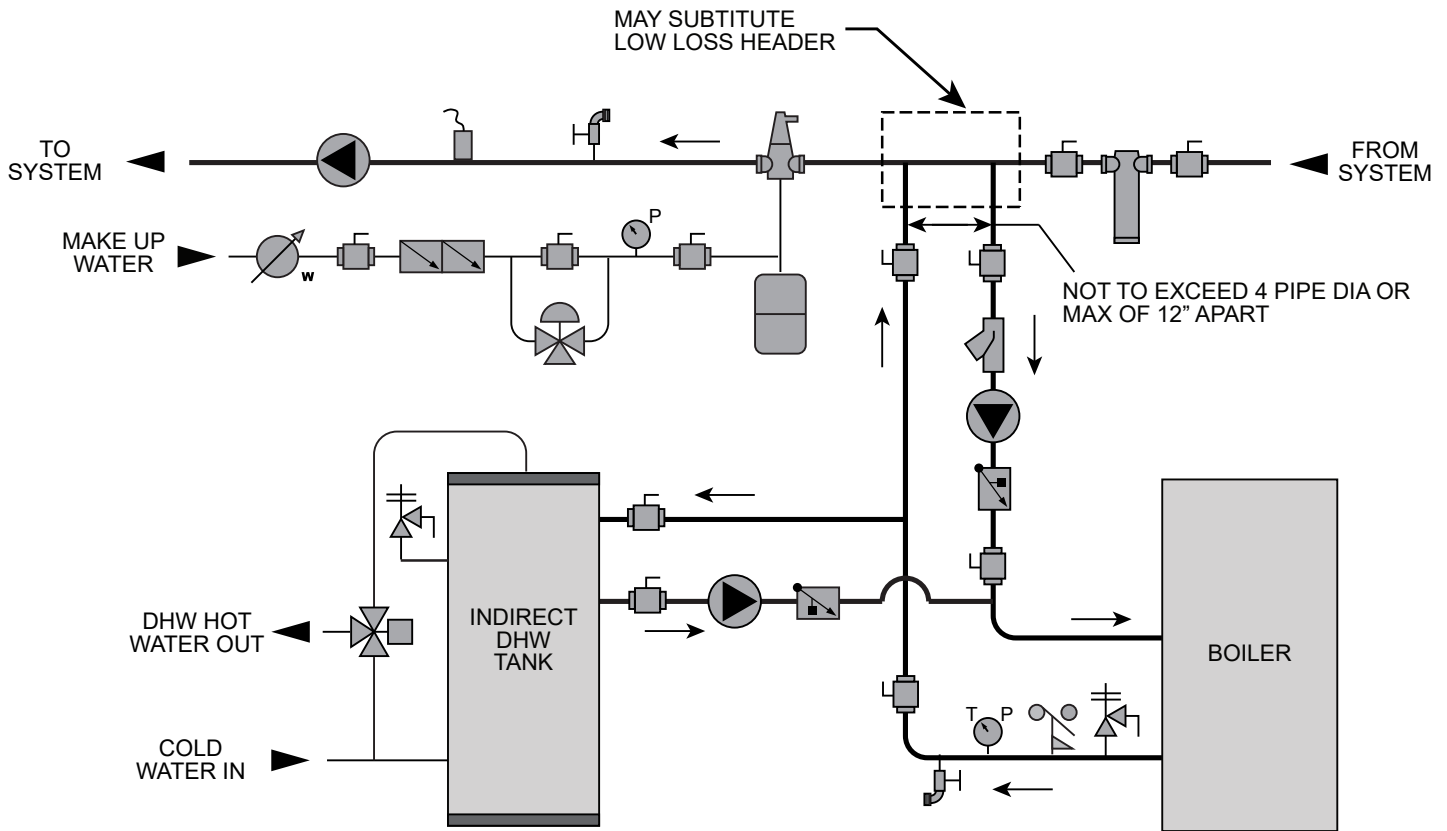 MAY SUBTITUTE
LOW LOSS HEADER
TO
SYSTEM
FROM
SYSTEM
MAKE UP
WATER
W
P
NOT TO EXCEED 4 PIPE DIA OR
MAX OF 12” APART
DHW HOT
WATER OUT
INDIRECT
DHW
TANK
BOILER
T P
COLD
WATER IN